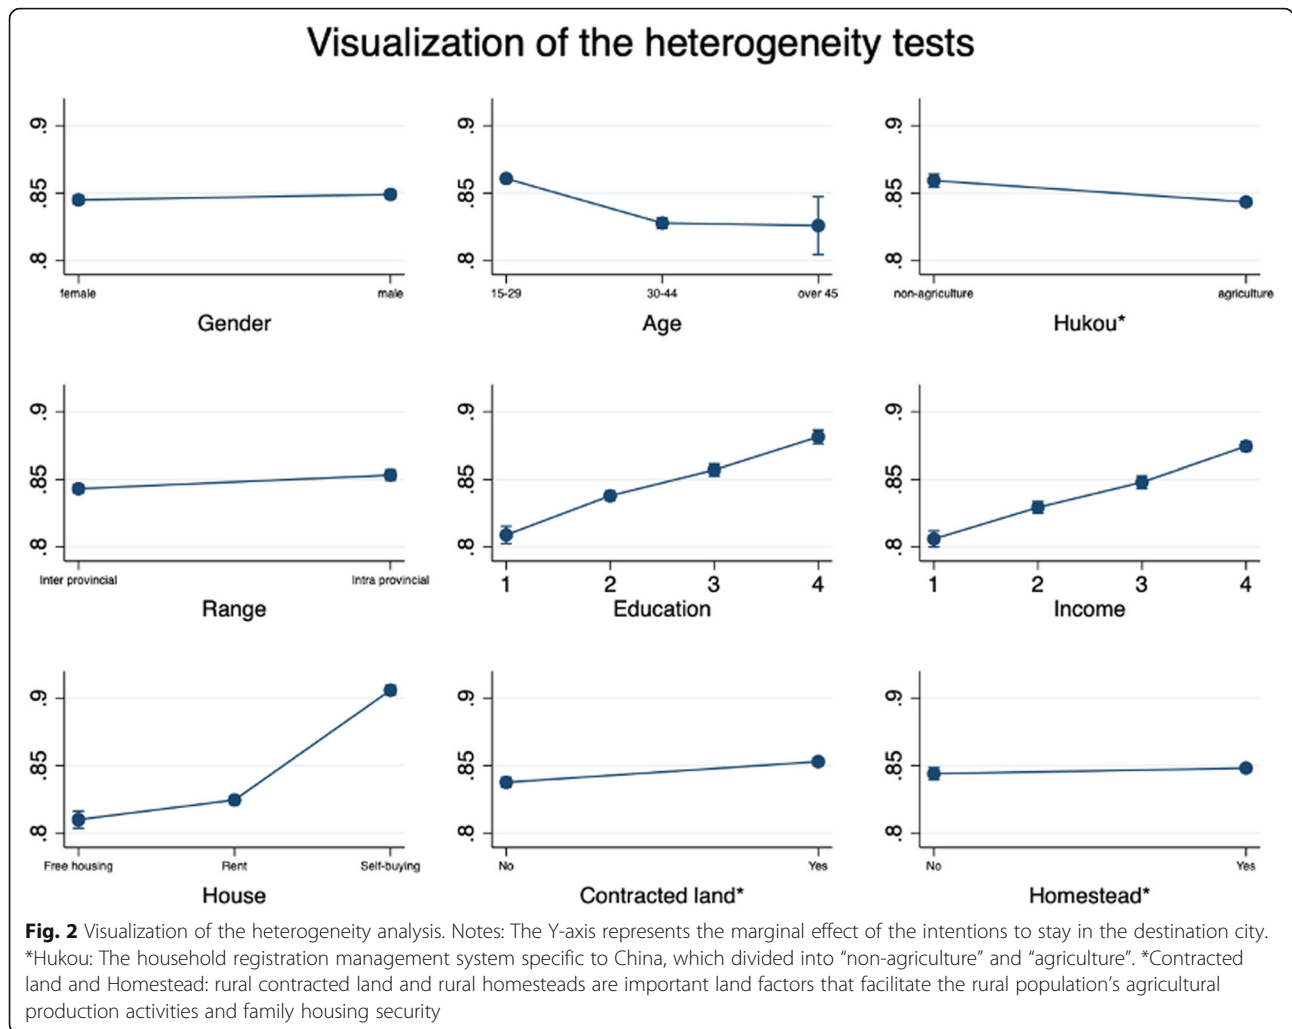 Visualization of the heterogeneity tests
.9
.85
.8
female
male
Gender
.9
.85
.8
15-29
30-44
over 45
Age
.9
.85
.8
non-agriculture
agriculture
Hukou*
.9
.85
.8
Inter provincial
Intra provincial
Range
.9
.85
.8
1
2
3
4
Education
.9
.85
.8
1
2
3
4
Income
.9
.85
.8
Free housing
Rent
Self-buying
House
.9
.85
.8
No
Yes
Contracted land*
.9
.85
.8
No
Yes
Homestead*
Fig. 2 Visualization of the heterogeneity analysis. Notes: The Y-axis represents the marginal effect of the intentions to stay in the destination city.
*Hukou: The household registration management system specific to China, which divided into “non-agriculture” and “agriculture”. *Contracted
land and Homestead: rural contracted land and rural homesteads are important land factors that facilitate the rural population’s agricultural
production activities and family housing security